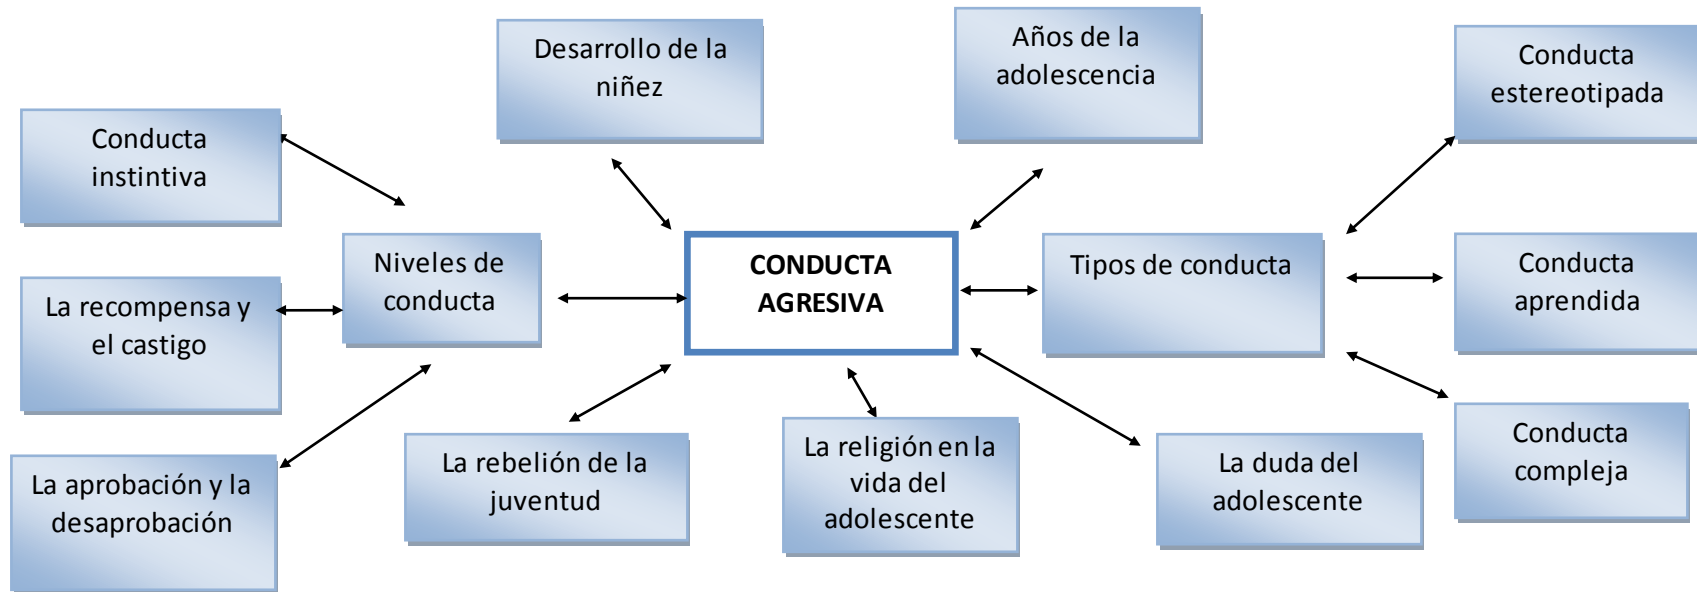 Desarrollo de la
niñez
Años de la
adolescencia
Conducta
estereotipada
Conducta
instintiva
Niveles de
conducta
CONDUCTA
AGRESIVA
Tipos de conducta
Conducta
aprendida
La recompensa y
el castigo
La aprobación y la
desaprobación
La rebelión de la
juventud
La religión en la
vida del
adolescente
La duda del
adolescente
Conducta
compleja